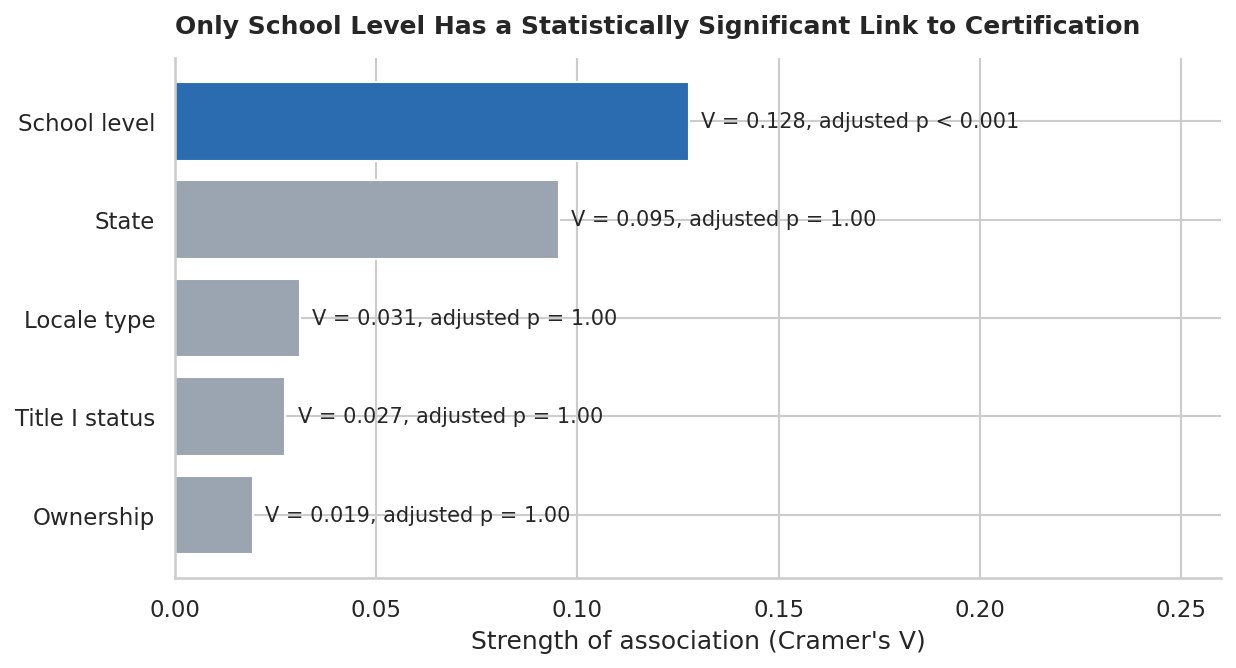 Only School Level Has a Statistically Significant Link to Certification
School level
V = 0.128, adjusted p < 0.001
State
V = 0.095, adjusted p = 1.00
Locale type
V = 0.031, adjusted p = 1.00
Title I status
V = 0.027, adjusted p = 1.00
Ownership
V = 0.019, adjusted p = 1.00
0.00 0.05 0.10 0.15 0.20 0.25
Strength of association (Cramer's V)